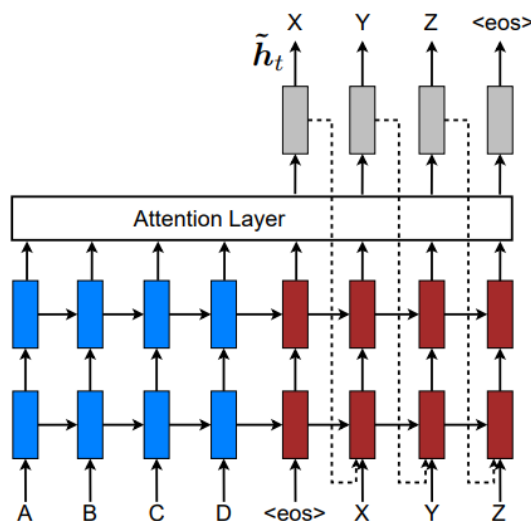 X Y Z <eos>
h̃ₜ
Attention Layer
A B C D <eos> X Y Z